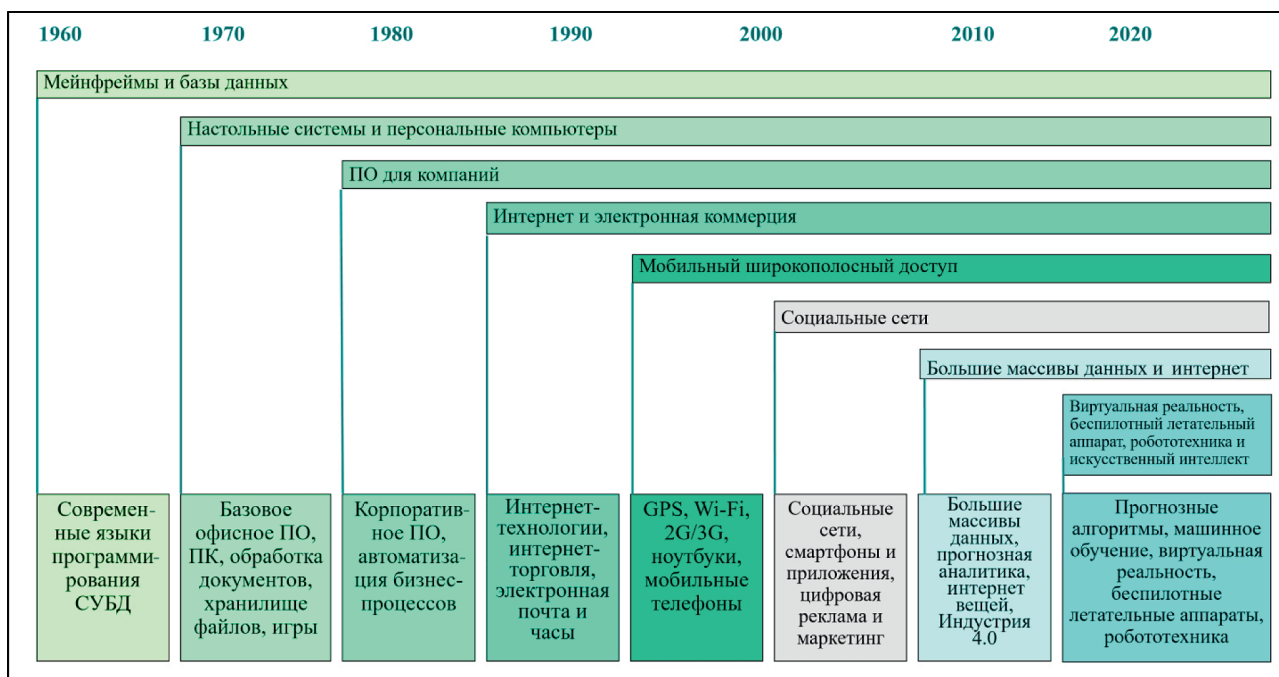 1960 1970 1980 1990 2000 2010 2020
Мейнфреймы и базы данных
Настольные системы и персональные компьютеры
ПО для компаний
Интернет и электронная коммерция
Мобильный широкополосный доступ
Социальные сети
Большие массивы данных и интернет
Виртуальная реальность,
беспилотный летательный
аппарат, робототехника и
искусственный интеллект
Современ-
ные языки
программи-
рования
СУБД
Базовое
офисное ПО,
ПК, обработка
документов,
хранилище
файлов, игры
Корпоратив-
ное ПО,
автоматиза-
ция бизнес-
процессов
Интернет-
технологии,
интернет-
торговля,
электронная
почта и
часы
GPS, Wi-Fi,
2G/3G,
ноутбуки,
мобильные
телефоны
Социальные
сети,
смартфоны и
приложения,
цифровая
реклама и
маркетинг
Большие
массивы
данных,
прогнозная
аналитика,
интернет
вещей,
Индустрия
4.0
Прогнозные
алгоритмы, машинное
обучение, виртуальная
реальность,
беспилотные
летательные аппараты,
робототехника